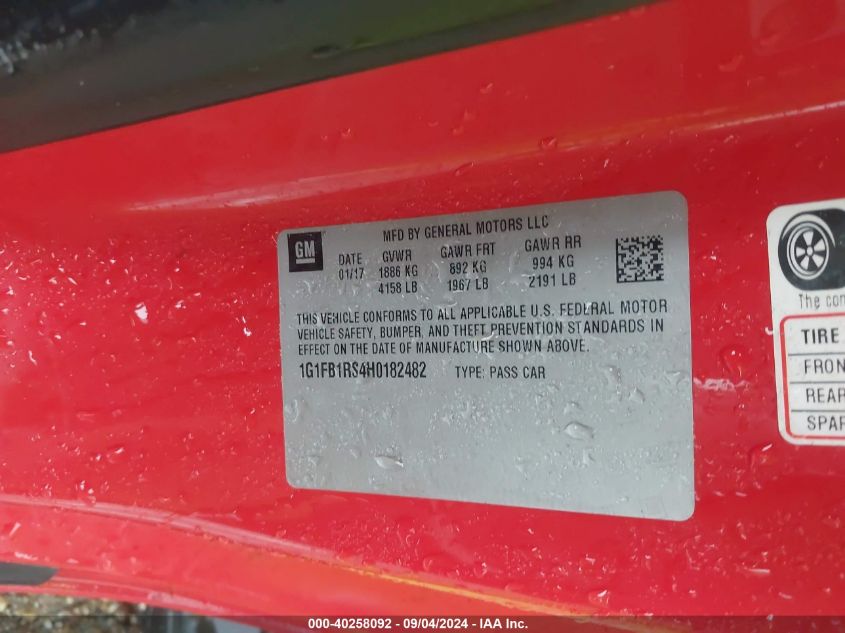 GM
MFD BY GENERAL MOTORS LLC
DATE GVWR GAWR FRT GAWR RR
01/17 1886 KG 892 KG 994 KG
4158 LB 1967 LB 2191 LB
THIS VEHICLE CONFORMS TO ALL APPLICABLE U.S. FEDERAL MOTOR
VEHICLE SAFETY, BUMPER, AND THEFT PREVENTION STANDARDS IN
EFFECT ON THE DATE OF MANUFACTURE SHOWN ABOVE.
1G1FB1RS4H0182482 TYPE: PASS CAR
The con
TIRE
FRON
REAR
SPAR
000-40258092 - 09/04/2024 - IAA Inc.